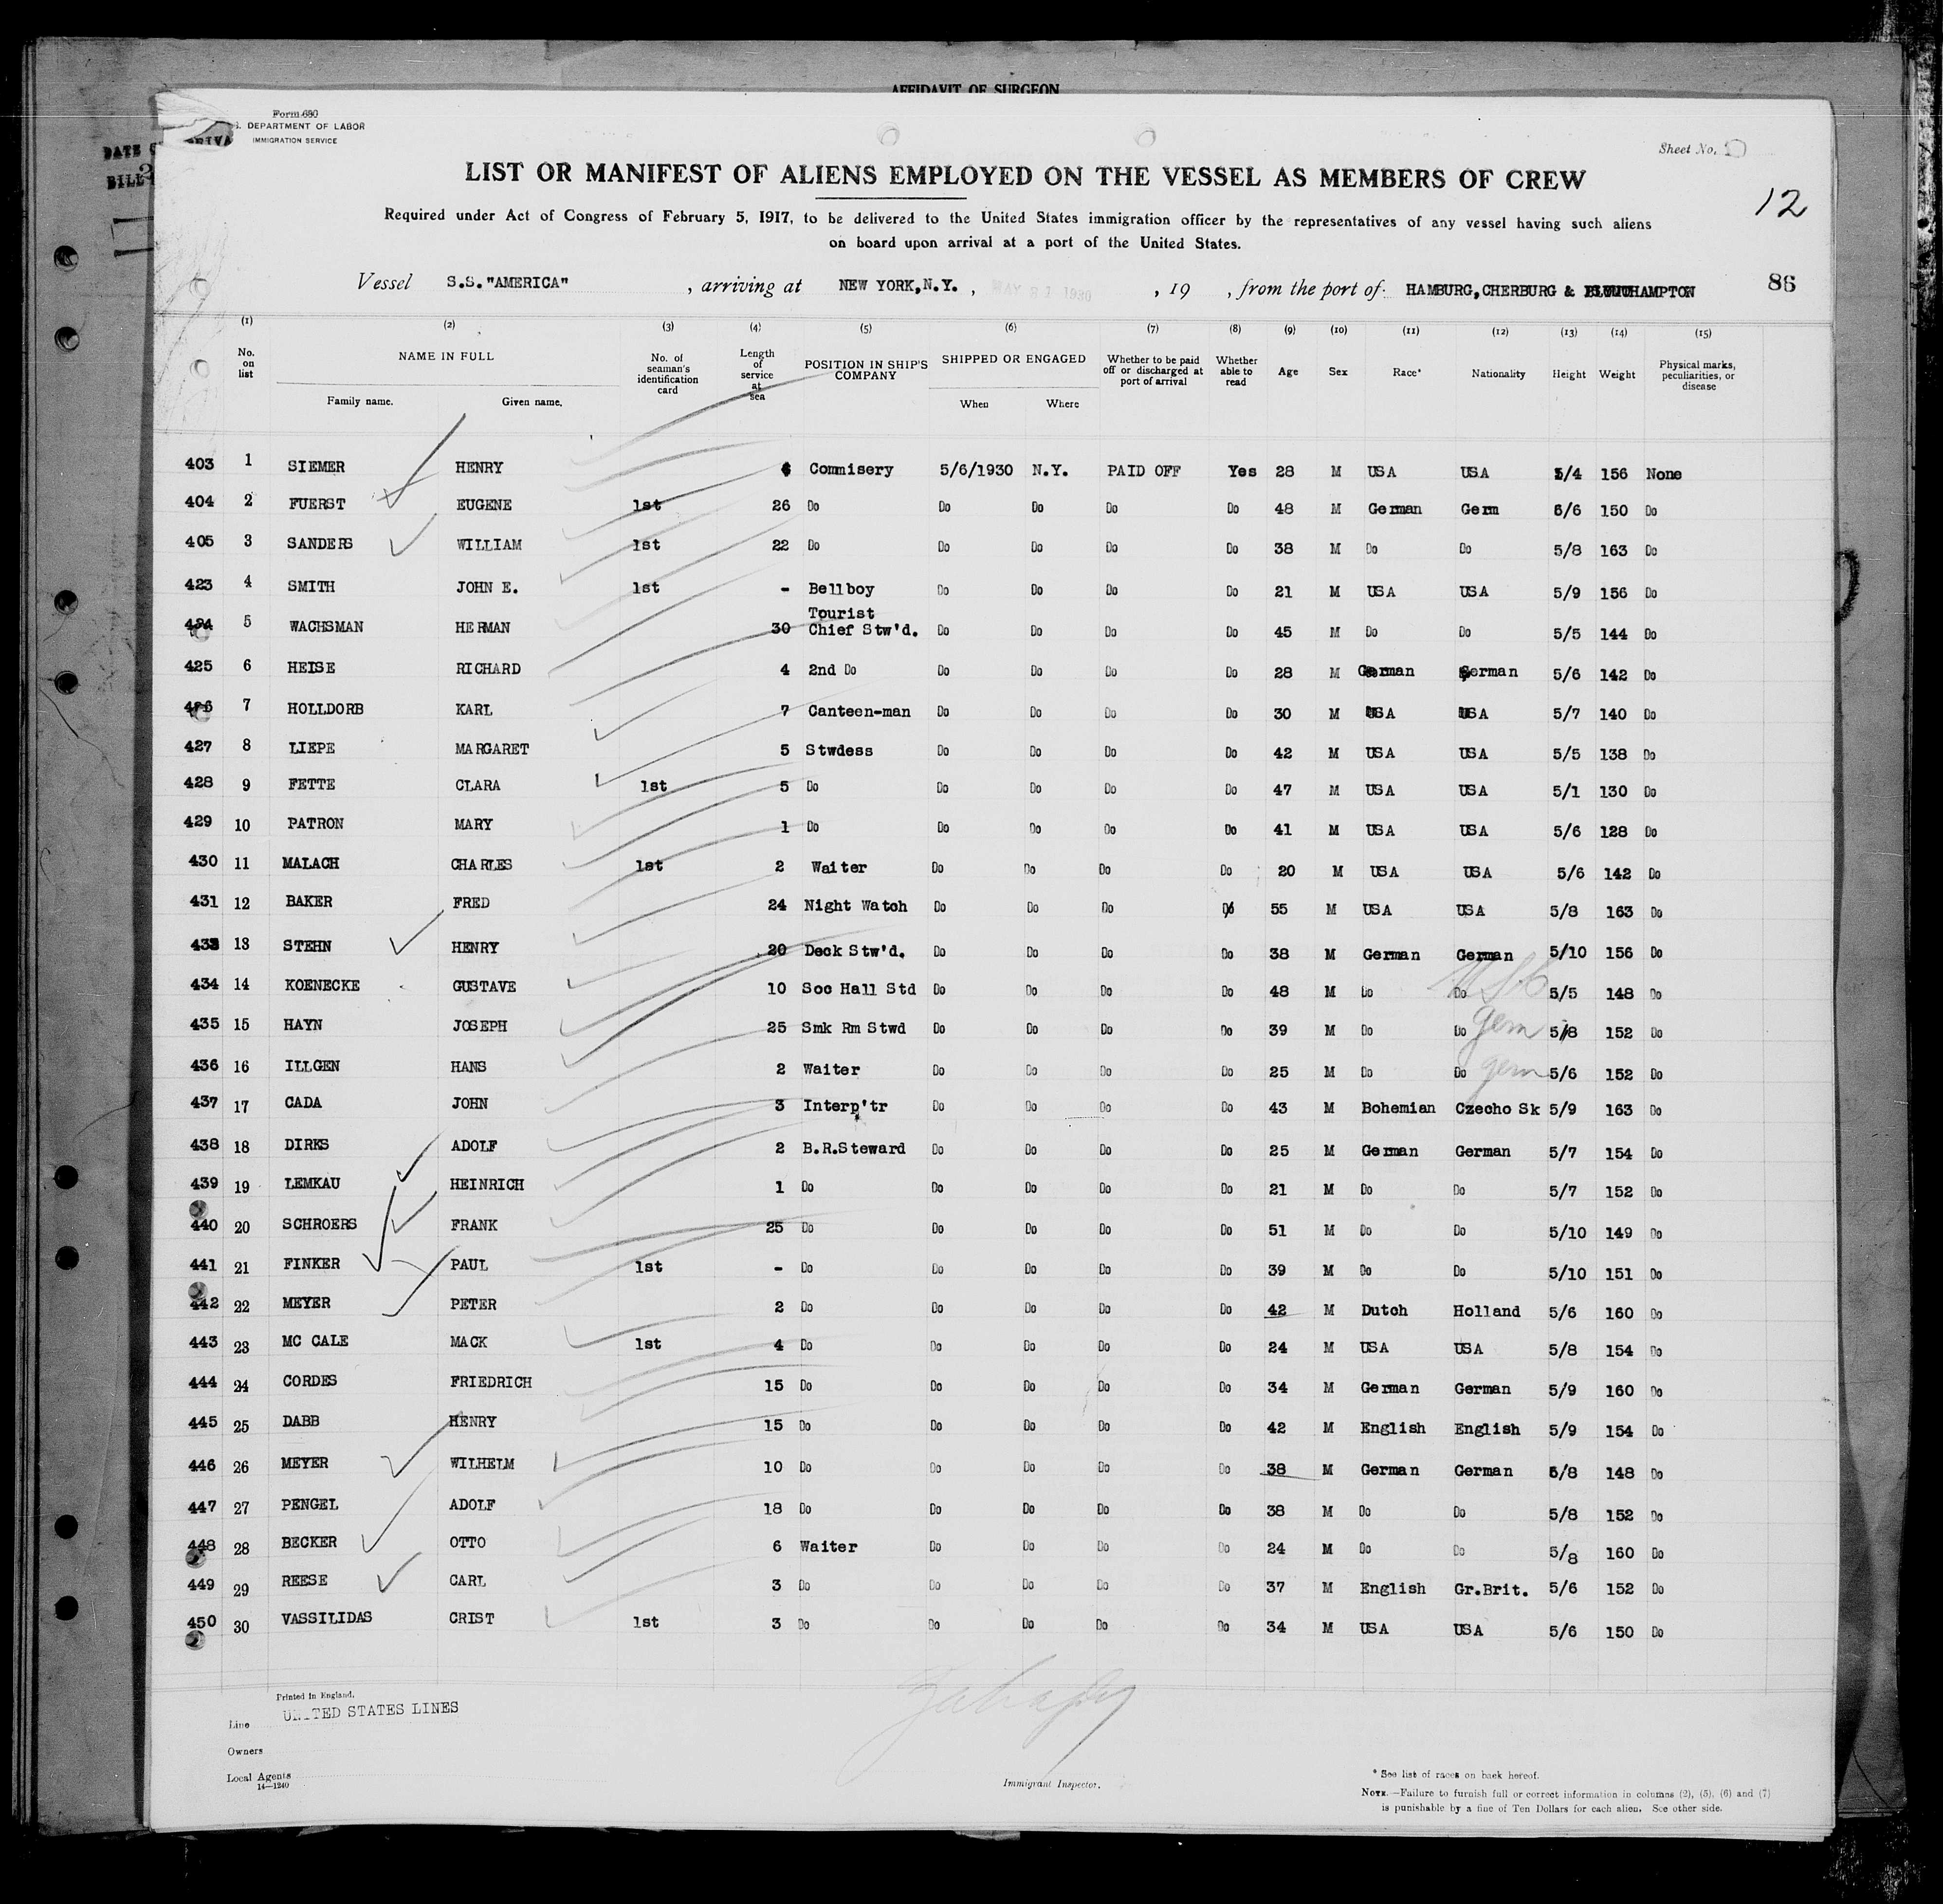 AFFIDAVIT OF SURGEON
Form 680
DEPARTMENT OF LABOR
IMMIGRATION SERVICE
Sheet No.
LIST OR MANIFEST OF ALIENS EMPLOYED ON THE VESSEL AS MEMBERS OF CREW
12
Required under Act of Congress of February 5, 1917, to be delivered to the United States immigration officer by the representatives of any vessel having such aliens
on board upon arrival at a port of the United States.
Vessel S.S."AMERICA" , arriving at NEW YORK,N.Y. , MAY 31 1930 , 19 , from the port of HAMBURG,CHERBURG & 86
(1) (2) (3) (4) (5) (6) (7) (8) (9) (10) (11) (12) (13) (14) (15)
No. on list NAME IN FULL Family name. Given name. No. of seaman's identification card Length of service at sea POSITION IN SHIP'S COMPANY SHIPPED OR ENGAGED When Where Whether to be paid off or discharged at port of arrival Whether able to read Age Sex Race* Nationality Height Weight Physical marks, peculiarities, or disease
403 1 SIEMER HENRY Commisery 5/6/1930 N.Y. PAID OFF Yes 28 M USA USA 5/4 156 None
404 2 FUERST EUGENE 1st 26 Do Do Do Do Do 48 M German Germ 5/6 150 Do
405 3 SANDERS WILLIAM 1st 22 Do Do Do Do Do 38 M Do Do 5/8 163 Do
423 4 SMITH JOHN E. 1st - Bellboy Do Do Do Do 21 M USA USA 5/9 156 Do
Tourist
424 5 WACHSMAN HERMAN 30 Chief Stw'd. Do Do Do Do 45 M Do Do 5/5 144 Do
425 6 HEISE RICHARD 4 2nd Do Do Do Do Do 28 M German German 5/6 142 Do
426 7 HOLLDORB KARL 7 Canteen-man Do Do Do Do 30 M USA USA 5/7 140 Do
427 8 LIEPE MARGARET 5 Stwdess Do Do Do Do 42 M USA USA 5/5 138 Do
428 9 FETTE CLARA 1st 5 Do Do Do Do Do 47 M USA USA 5/1 130 Do
429 10 PATRON MARY 1 Do Do Do Do Do 41 M USA USA 5/6 128 Do
430 11 MALACH CHARLES 1st 2 Waiter Do Do Do Do 20 M USA USA 5/6 142 Do
431 12 BAKER FRED 24 Night Watch Do Do Do Do 55 M USA USA 5/8 163 Do
433 13 STEHN HENRY 20 Deck Stw'd. Do Do Do Do 38 M German German 5/10 156 Do
434 14 KOENECKE GUSTAVE 10 Soc Hall Std Do Do Do Do 48 M Do Do 5/5 148 Do
435 15 HAYN JOSEPH 25 Smk Rm Stwd Do Do Do Do 39 M Do Do Gem 5/8 152 Do
436 16 ILLGEN HANS 2 Waiter Do Do Do Do 25 M Do Do gem 5/6 152 Do
437 17 CADA JOHN 3 Interp'tr Do Do Do Do 43 M Bohemian Czecho Sk 5/9 163 Do
438 18 DIRKS ADOLF 2 B.R.Steward Do Do Do Do 25 M German German 5/7 154 Do
439 19 LEMKAU HEINRICH 1 Do Do Do Do Do 21 M Do Do 5/7 152 Do
440 20 SCHROERS FRANK 25 Do Do Do Do Do 51 M Do Do 5/10 149 Do
441 21 FINKER PAUL 1st - Do Do Do Do Do 39 M Do Do 5/10 151 Do
442 22 MEYER PETER 2 Do Do Do Do Do 42 M Dutch Holland 5/6 160 Do
443 23 MC CALE MACK 1st 4 Do Do Do Do Do 24 M USA USA 5/8 154 Do
444 24 CORDES FRIEDRICH 15 Do Do Do Do Do 34 M German German 5/9 160 Do
445 25 DABB HENRY 15 Do Do Do Do Do 42 M English English 5/9 154 Do
446 26 MEYER WILHELM 10 Do Do Do Do Do 38 M German German 5/8 148 Do
447 27 PENGEL ADOLF 18 Do Do Do Do Do 38 M Do Do 5/8 152 Do
448 28 BECKER OTTO 6 Waiter Do Do Do Do 24 M Do Do 5/8 160 Do
449 29 REESE CARL 3 Do Do Do Do Do 37 M English Gr.Brit. 5/6 152 Do
450 30 VASSILIDAS CRIST 1st 3 Do Do Do Do Do 34 M USA USA 5/6 150 Do
Printed in England.
Line UNITED STATES LINES
Owners
Local Agents
14—1240
Immigrant Inspector.
* See list of races on back hereof.
NOTE.—Failure to furnish full or correct information in columns (2), (5), (6) and (7)
is punishable by a fine of Ten Dollars for each alien. See other side.